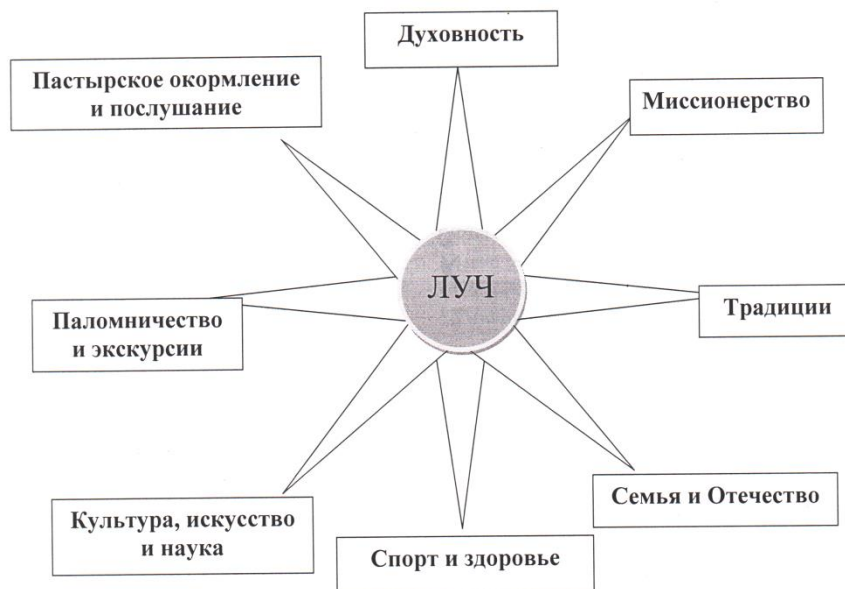 Духовность
Пастырское окормление
и послушание
Миссионерство
ЛУЧ
Паломничество
и экскурсии
Традиции
Культура, искусство
и наука
Семья и Отечество
Спорт и здоровье